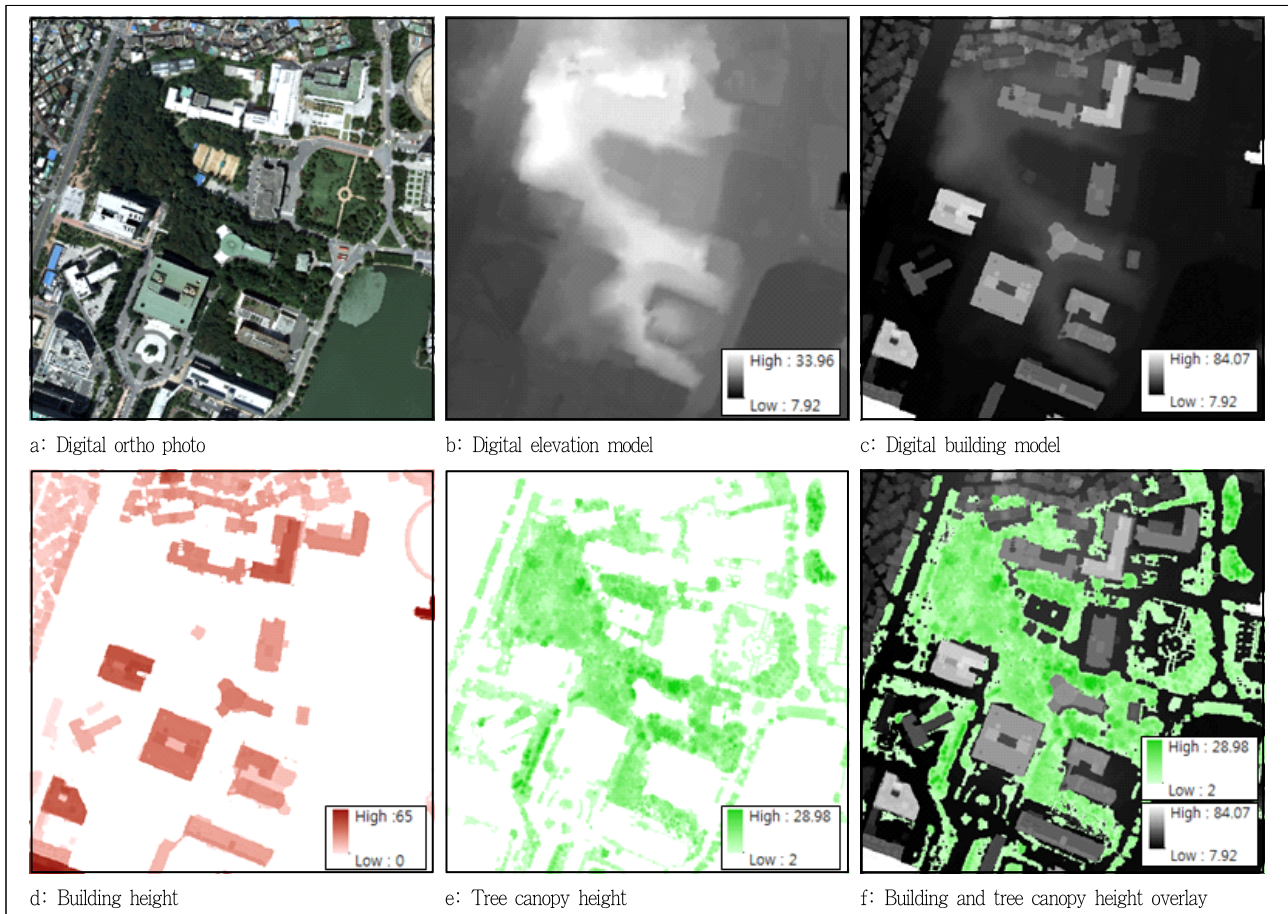 High : 33.96
Low : 7.92
High : 84.07
Low : 7.92
a: Digital ortho photo
b: Digital elevation model
c: Digital building model
High :65
Low : 0
High : 28.98
Low : 2
High : 28.98
Low : 2
High : 84.07
Low : 7.92
d: Building height
e: Tree canopy height
f: Building and tree canopy height overlay